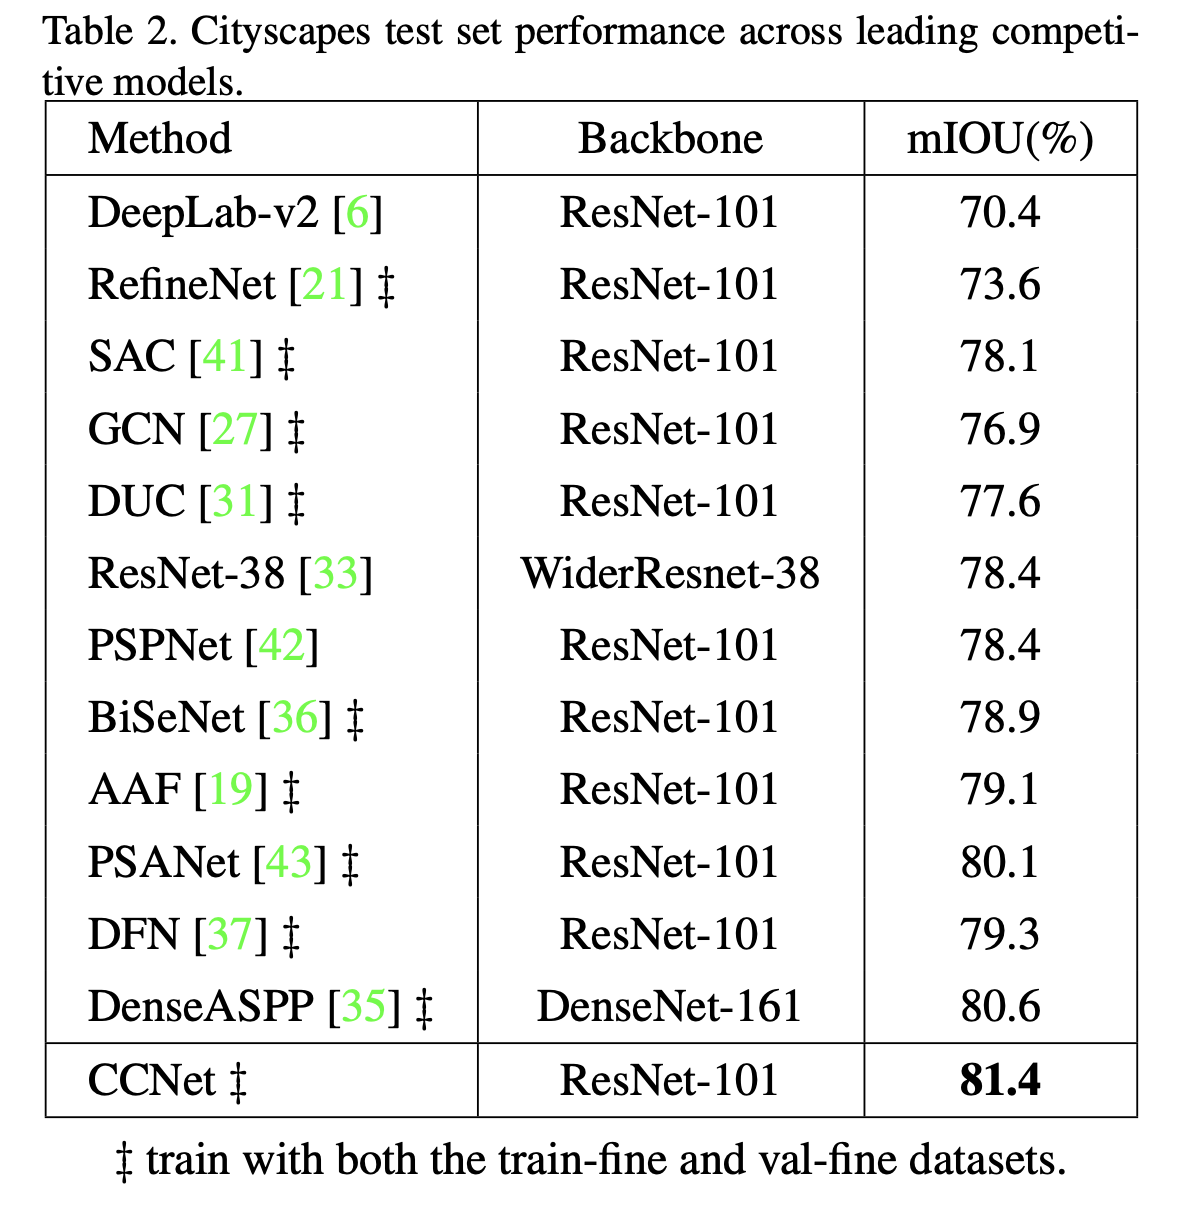 Table 2. Cityscapes test set performance across leading competi-
tive models.
Method Backbone mIOU(%)
DeepLab-v2 [6] ResNet-101 70.4
RefineNet [21] ‡ ResNet-101 73.6
SAC [41] ‡ ResNet-101 78.1
GCN [27] ‡ ResNet-101 76.9
DUC [31] ‡ ResNet-101 77.6
ResNet-38 [33] WiderResnet-38 78.4
PSPNet [42] ResNet-101 78.4
BiSeNet [36] ‡ ResNet-101 78.9
AAF [19] ‡ ResNet-101 79.1
PSANet [43] ‡ ResNet-101 80.1
DFN [37] ‡ ResNet-101 79.3
DenseASPP [35] ‡ DenseNet-161 80.6
CCNet ‡ ResNet-101 81.4
‡ train with both the train-fine and val-fine datasets.